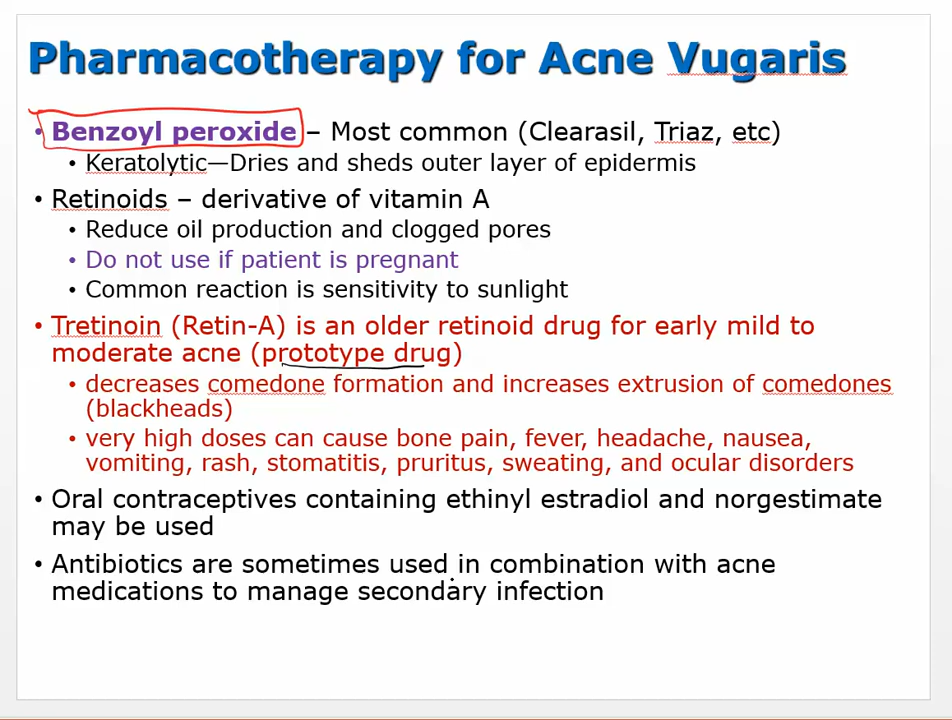 Pharmacotherapy for Acne Vugaris
• Benzoyl peroxide – Most common (Clearasil, Triaz, etc)
• Keratolytic—Dries and sheds outer layer of epidermis
• Retinoids – derivative of vitamin A
• Reduce oil production and clogged pores
• Do not use if patient is pregnant
• Common reaction is sensitivity to sunlight
• Tretinoin (Retin-A) is an older retinoid drug for early mild to
moderate acne (prototype drug)
• decreases comedone formation and increases extrusion of comedones
(blackheads)
• very high doses can cause bone pain, fever, headache, nausea,
vomiting, rash, stomatitis, pruritus, sweating, and ocular disorders
• Oral contraceptives containing ethinyl estradiol and norgestimate
may be used
• Antibiotics are sometimes used in combination with acne
medications to manage secondary infection